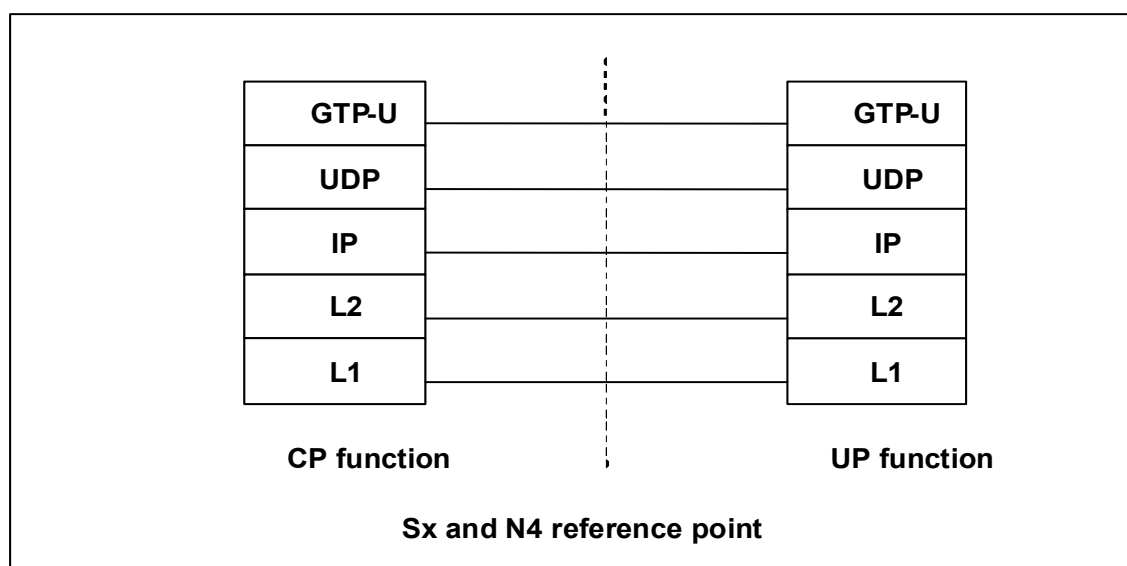 GTP-U GTP-U
UDP UDP
IP IP
L2 L2
L1 L1
CP function UP function
Sx and N4 reference point